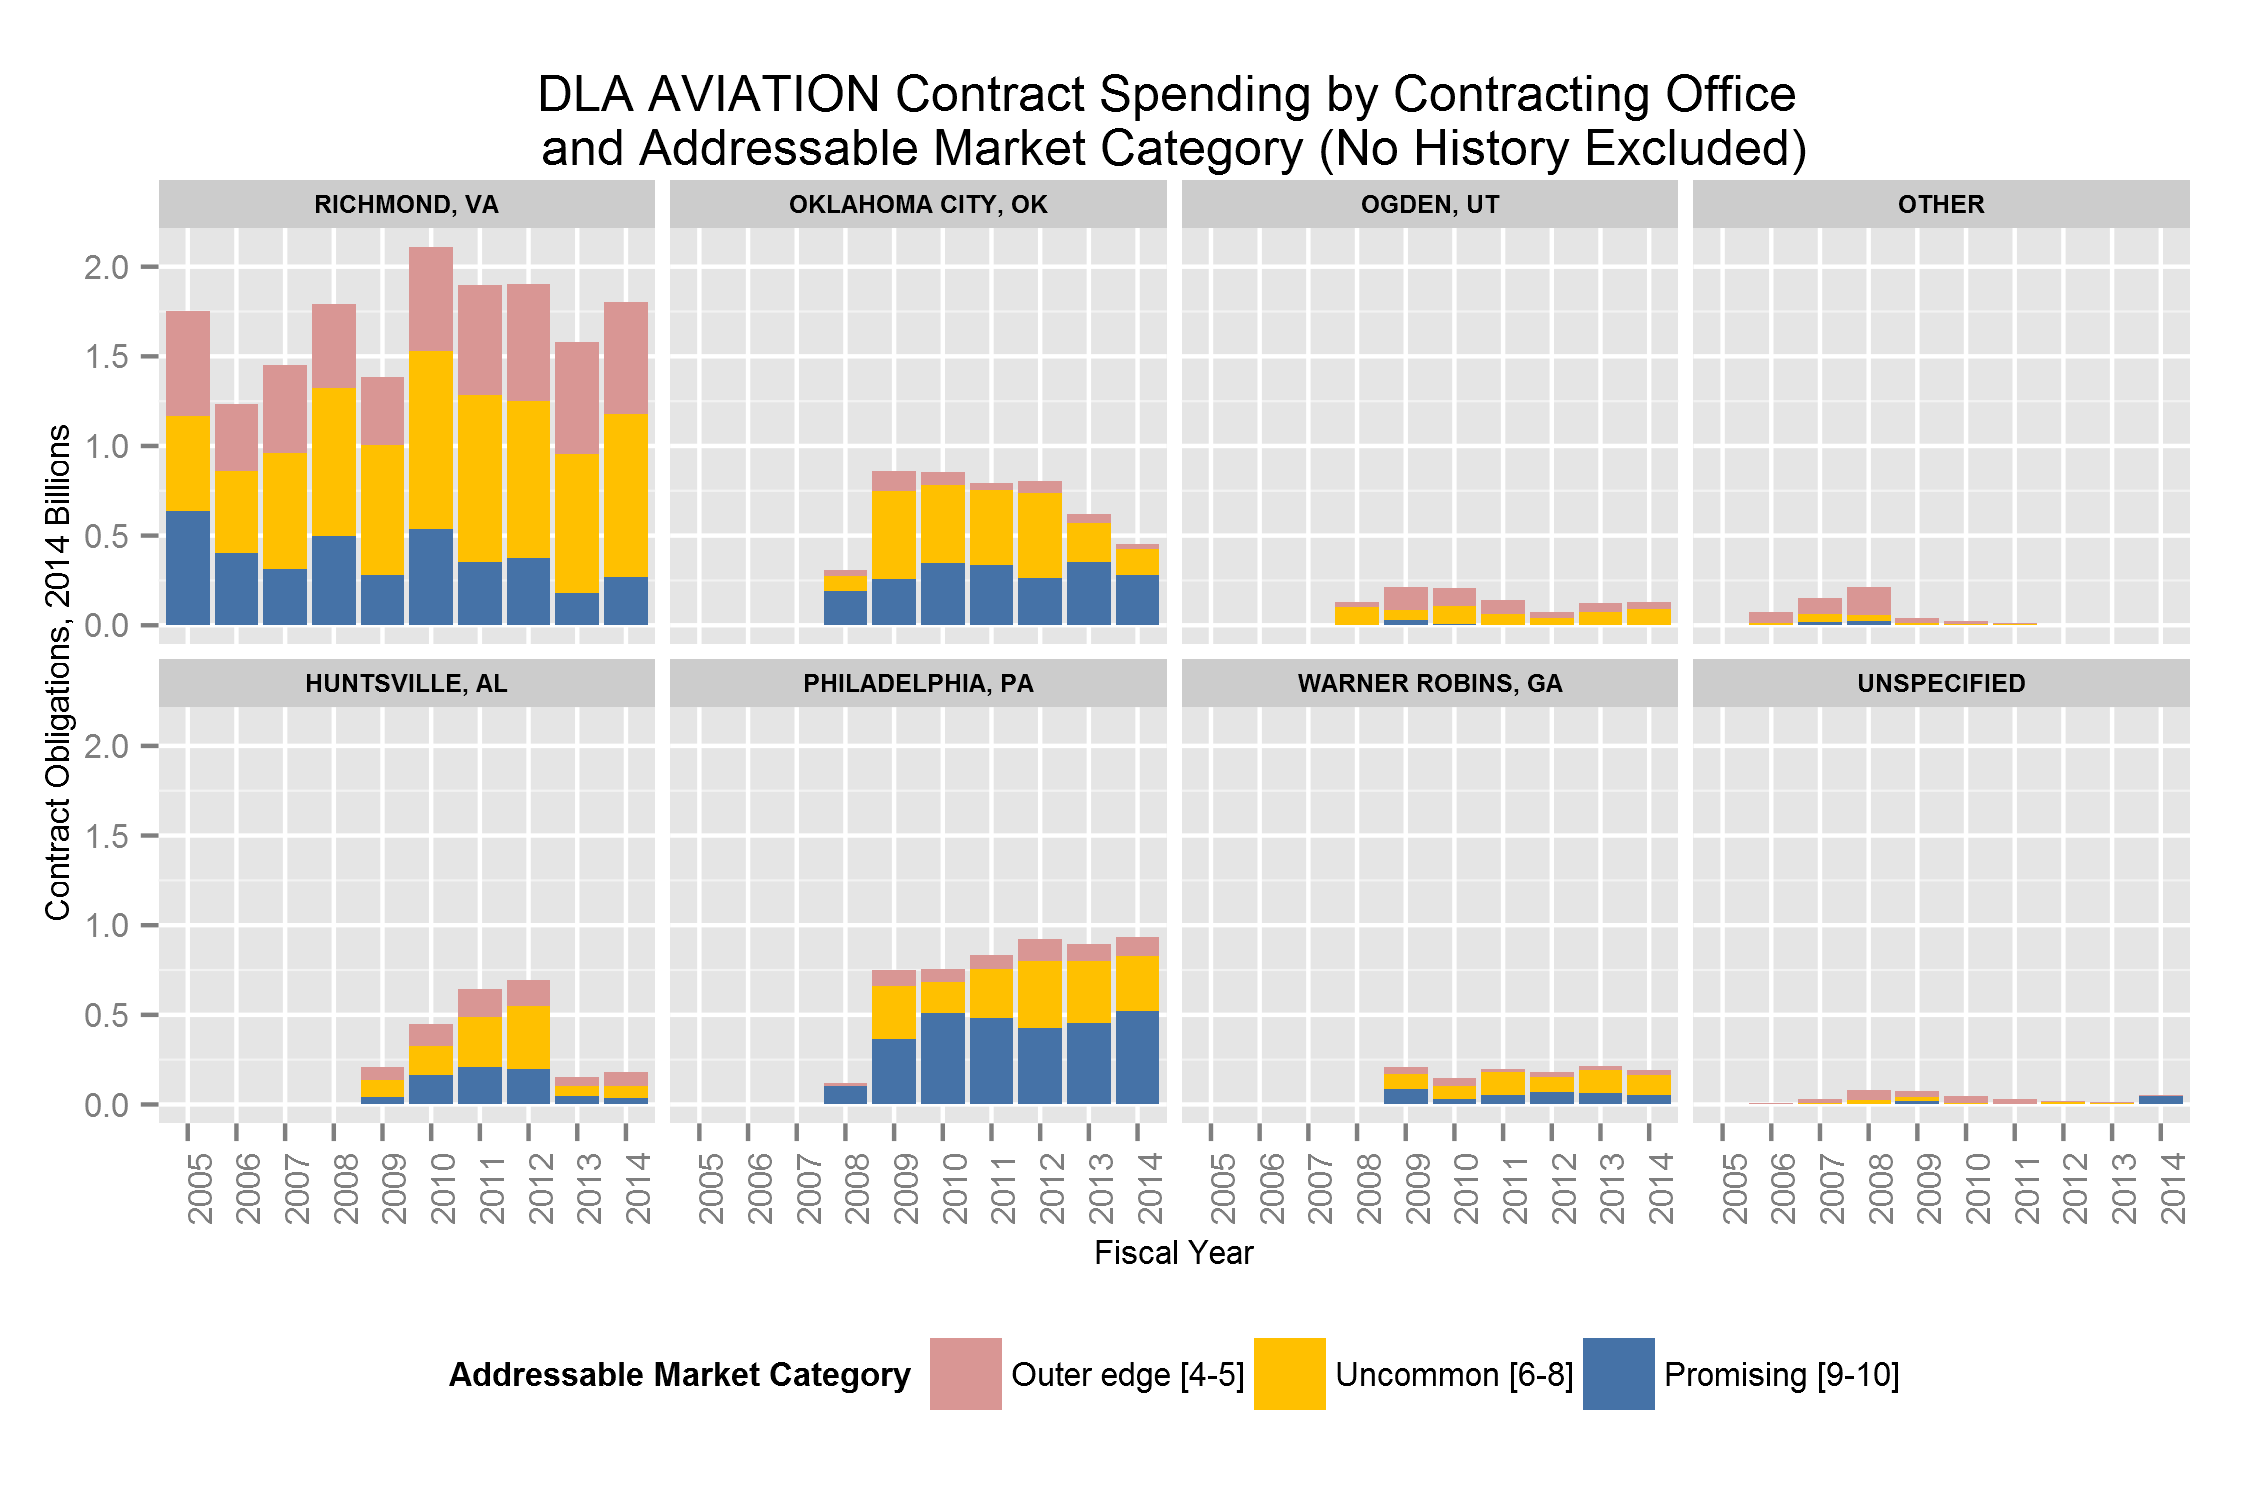 DLA AVIATION Contract Spending by Contracting Office
and Addressable Market Category (No History Excluded)
RICHMOND, VA
OKLAHOMA CITY, OK
OGDEN, UT
OTHER
2.0
1.5
1.0
0.5
0.0
Contract Obligations, 2014 Billions
HUNTSVILLE, AL
PHILADELPHIA, PA
WARNER ROBINS, GA
UNSPECIFIED
2.0
1.5
1.0
0.5
0.0
2005 2006 2007 2008 2009 2010 2011 2012 2013 2014
2005 2006 2007 2008 2009 2010 2011 2012 2013 2014
2005 2006 2007 2008 2009 2010 2011 2012 2013 2014
2005 2006 2007 2008 2009 2010 2011 2012 2013 2014
Fiscal Year
Addressable Market Category Outer edge [4-5] Uncommon [6-8] Promising [9-10]